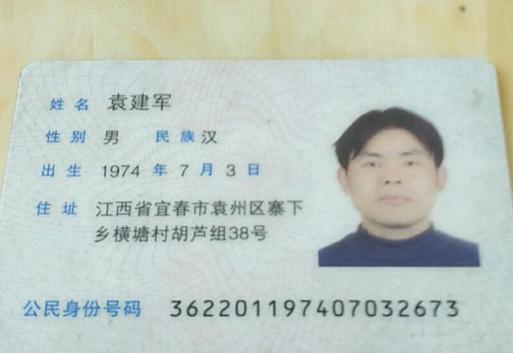 姓名 袁建军
性别 男 民族 汉
出生 1974 年 7 月 3 日
住址 江西省宜春市袁州区寨下
乡横塘村胡芦组38号
公民身份号码 362201197407032673